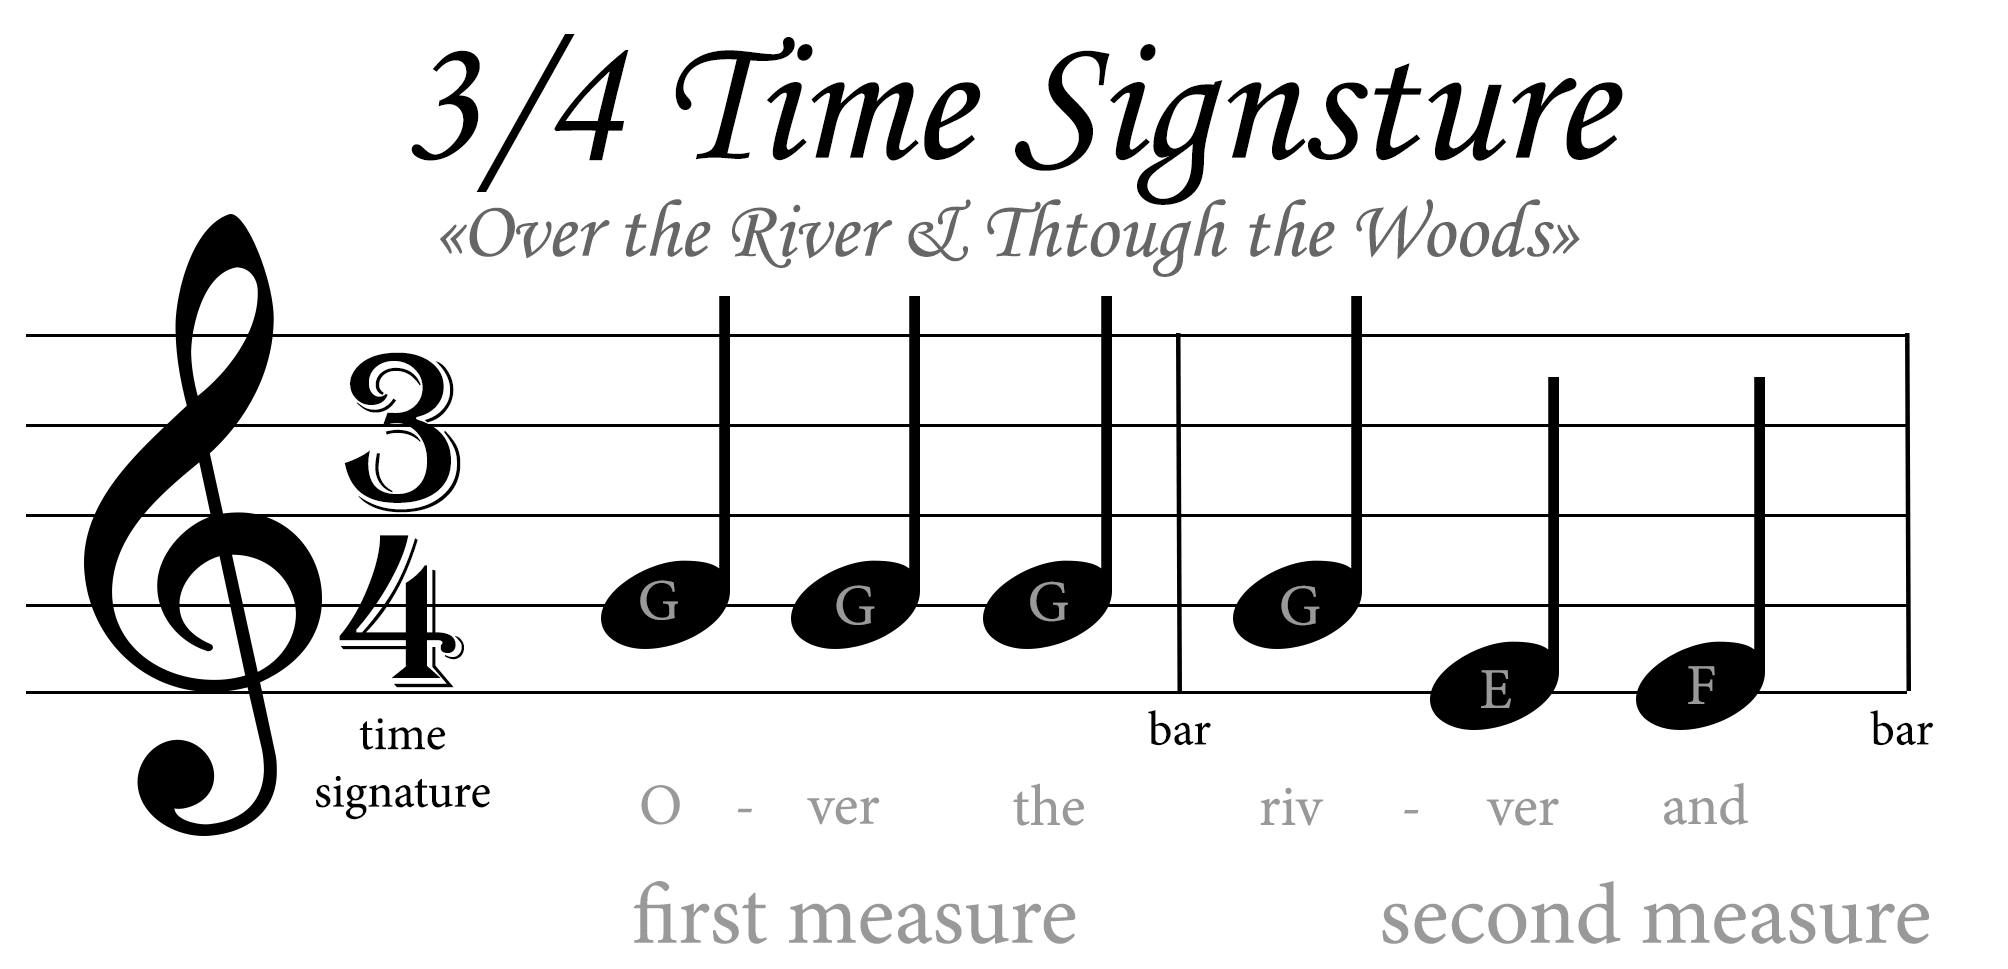 3/4 Time Signsture
«Over the River & Thtough the Woods»
3
4
G G G G E F
time
signature
bar bar
O - ver the riv - ver and
first measure second measure